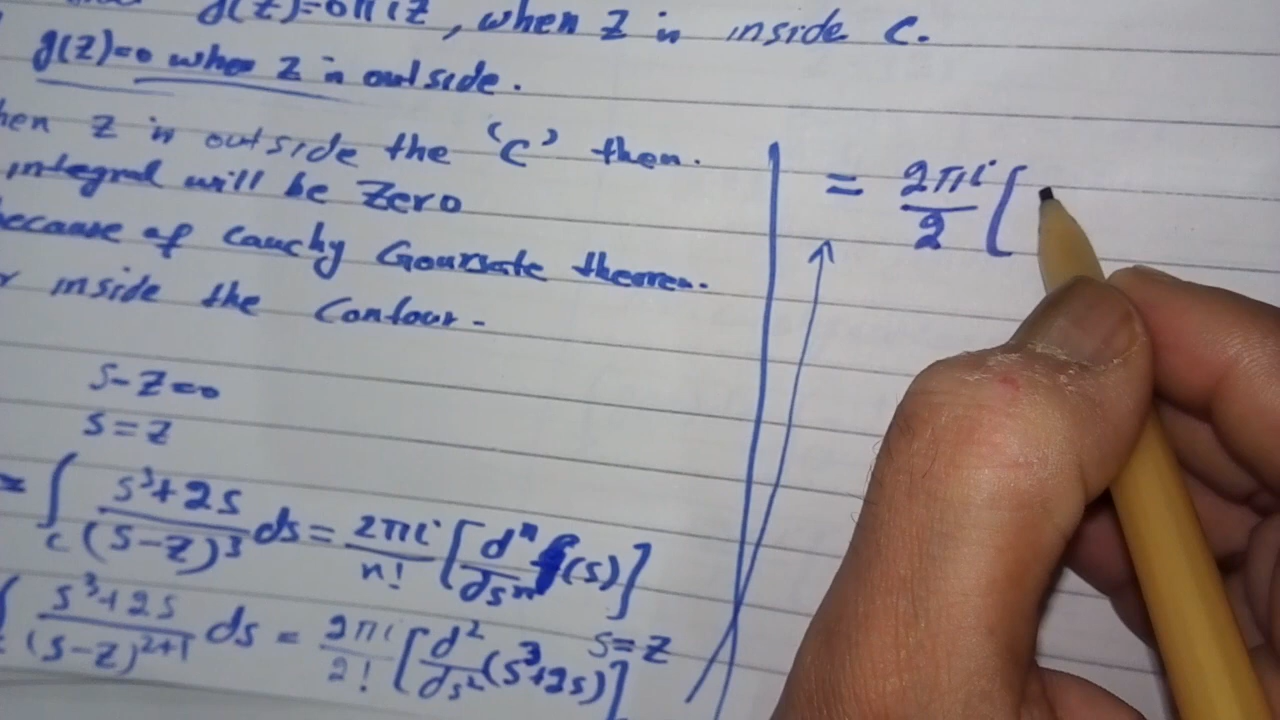 g(z)=6πiz, when z is inside C.
g(z)=0 when z is outside.
hen z is outside the 'C' then.
integral will be zero
because of Cauchy Goursate theorem.
r inside the Contour-
s-z=0
s=z
= ∫c s³+2s/(s-z)³ ds = 2πi/n! [dⁿ/dsⁿ f(s)]
s=z
∫ s³+2s/(s-z)²⁺¹ ds = 2πi/2! [d²/ds² (s³+2s)]
= 2πi/2 [